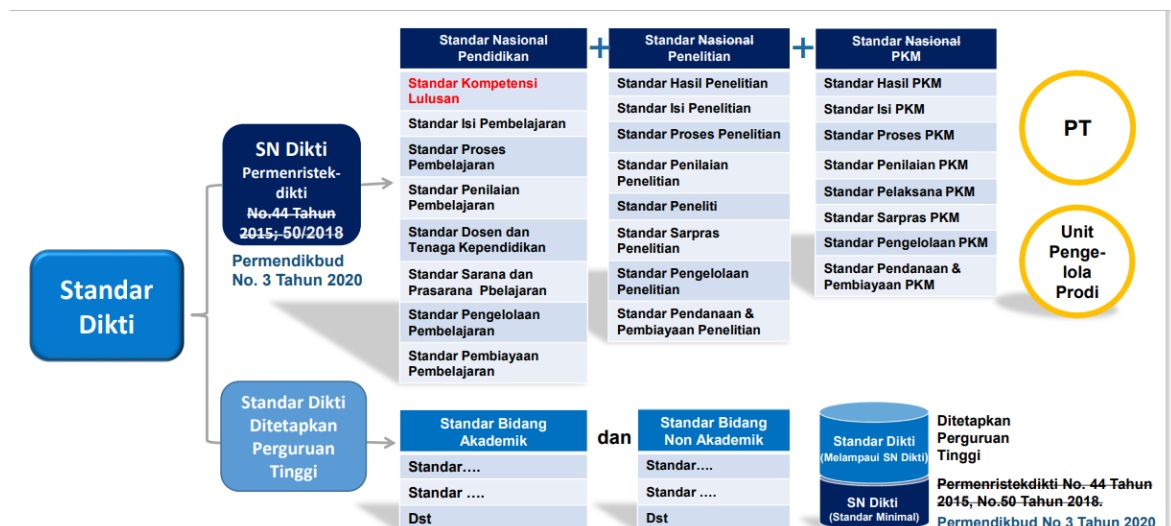 Standar
Dikti
SN Dikti
Permenristek-
dikti
No.44 Tahun
2015; 50/2018
Permendikbud
No. 3 Tahun 2020
Standar Nasional
Pendidikan
Standar Kompetensi
Lulusan
Standar Isi Pembelajaran
Standar Proses
Pembelajaran
Standar Penilaian
Pembelajaran
Standar Dosen dan
Tenaga Kependidikan
Standar Sarana dan
Prasarana Pbelajaran
Standar Pengelolaan
Pembelajaran
Standar Pembiayaan
Pembelajaran
+
Standar Nasional
Penelitian
Standar Hasil Penelitian
Standar Isi Penelitian
Standar Proses Penelitian
Standar Penilaian
Penelitian
Standar Peneliti
Standar Sarpras
Penelitian
Standar Pengelolaan
Penelitian
Standar Pendanaan &
Pembiayaan Penelitian
+
Standar Nasional
PKM
Standar Hasil PKM
Standar Isi PKM
Standar Proses PKM
Standar Penilaian PKM
Standar Pelaksana PKM
Standar Sarpras PKM
Standar Pengelolaan PKM
Standar Pendanaan &
Pembiayaan PKM
PT
Unit
Penge-
lola
Prodi
Standar Dikti
Ditetapkan
Perguruan
Tinggi
Standar Bidang
Akademik
Standar....
Standar ....
Dst
dan
Standar Bidang
Non Akademik
Standar....
Standar ....
Dst
Standar Dikti
(Melampaui SN Dikti)
SN Dikti
(Standar Minimal)
Ditetapkan
Perguruan
Tinggi
Permenristekdikti No. 44 Tahun
2015, No.50 Tahun 2018.
Permendikbud No 3 Tahun 2020